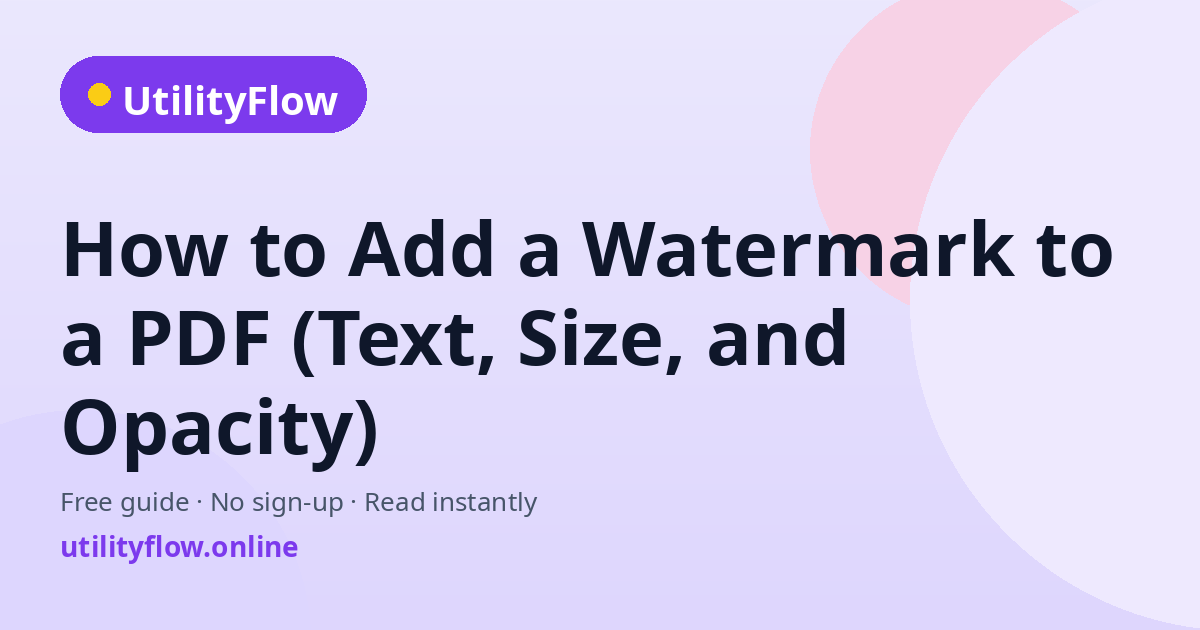 UtilityFlow
How to Add a Watermark to
a PDF (Text, Size, and
Opacity)
Free guide · No sign-up · Read instantly
utilityflow.online